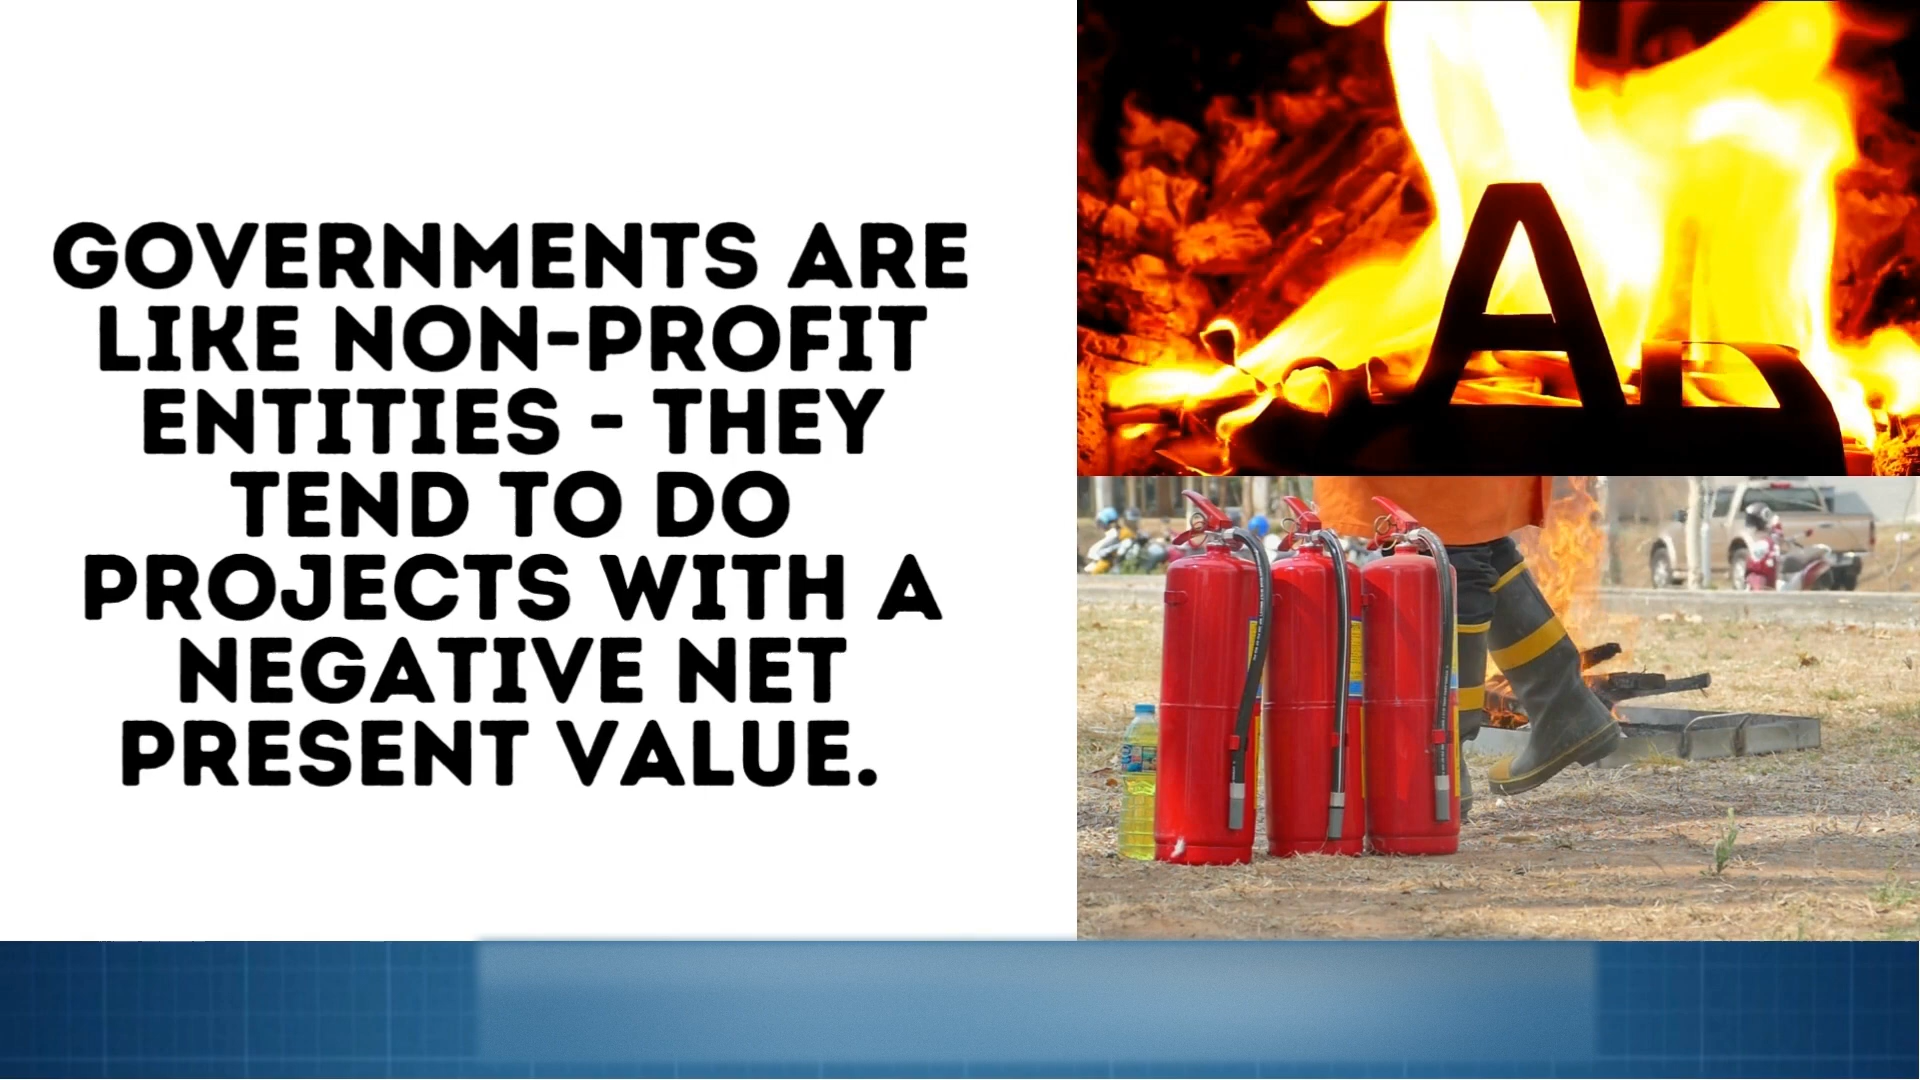 GOVERNMENTS ARE
LIKE NON-PROFIT
ENTITIES - THEY
TEND TO DO
PROJECTS WITH A
NEGATIVE NET
PRESENT VALUE.
A